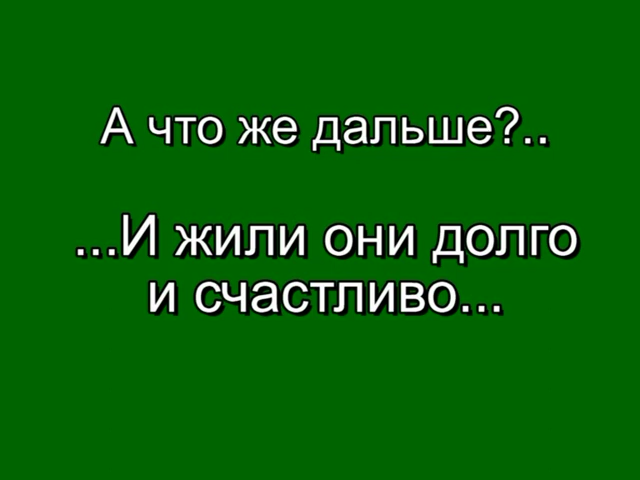 А что же дальше?..
...И жили они долго
и счастливо...